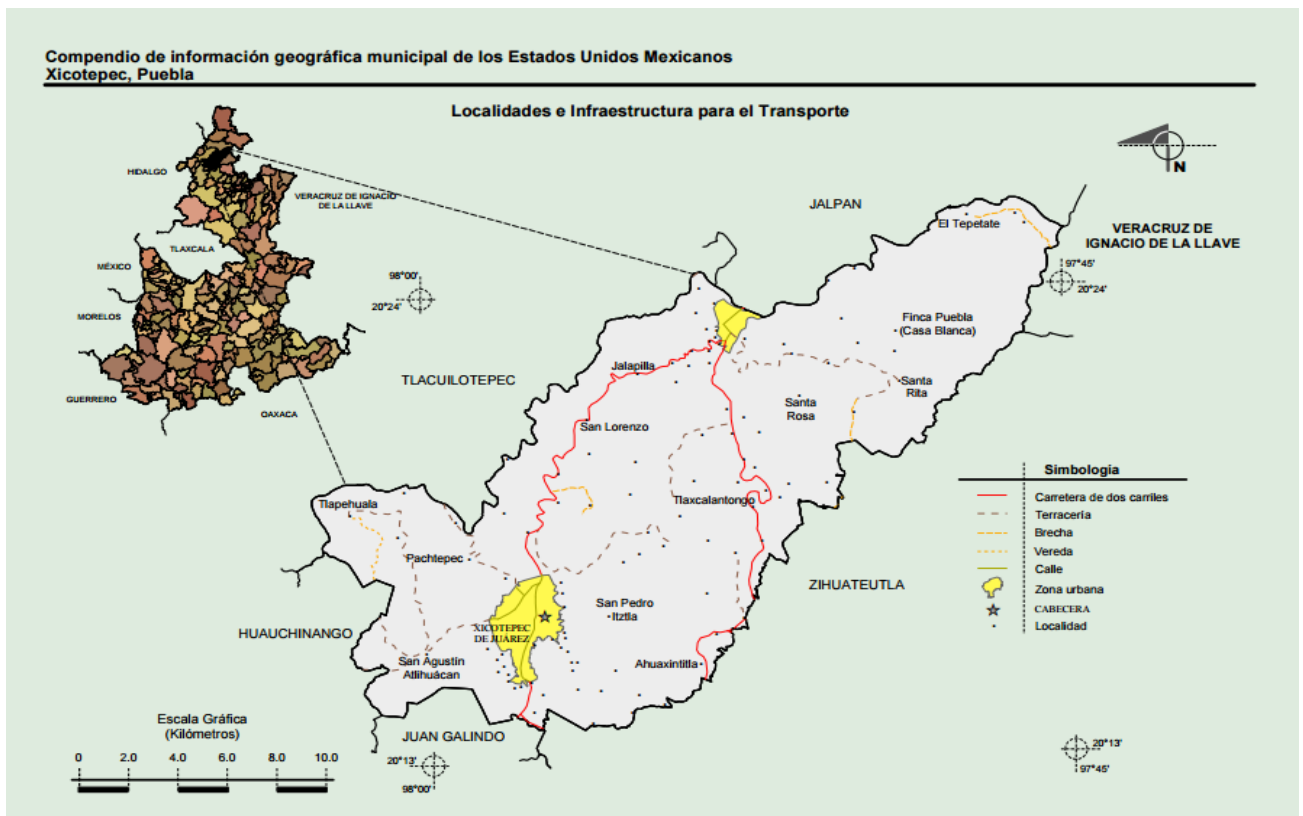 Compendio de información geográfica municipal de los Estados Unidos Mexicanos
Xicotepec, Puebla
Localidades e Infraestructura para el Transporte
HIDALGO
VERACRUZ DE IGNACIO
DE LA LLAVE
TLAXCALA
MÉXICO
MORELOS
GUERRERO
OAXACA
N
98°00'
20°24'
JALPAN
El Tepetate
VERACRUZ DE
IGNACIO DE LA LLAVE
97°45'
20°24'
Finca Puebla
(Casa Blanca)
TLACUILOTEPEC
Jalapilla
Santa
Rita
Santa
Rosa
San Lorenzo
Tlaxcalantongo
Tlapehuala
Pachtepec
ZIHUATEUTLA
HUAUCHINANGO
XICOTEPEC
DE JUÁREZ
San Pedro
Itztla
San Agustín
Atlihuácan
Ahuaxintitla
JUAN GALINDO
Simbologia
Carretera de dos carriles
Terracería
Brecha
Vereda
Calle
Zona urbana
CABECERA
Localidad
Escala Gráfica
(Kilómetros)
0 2.0 4.0 6.0 8.0 10.0
20°13'
98°00'
20°13'
97°45'